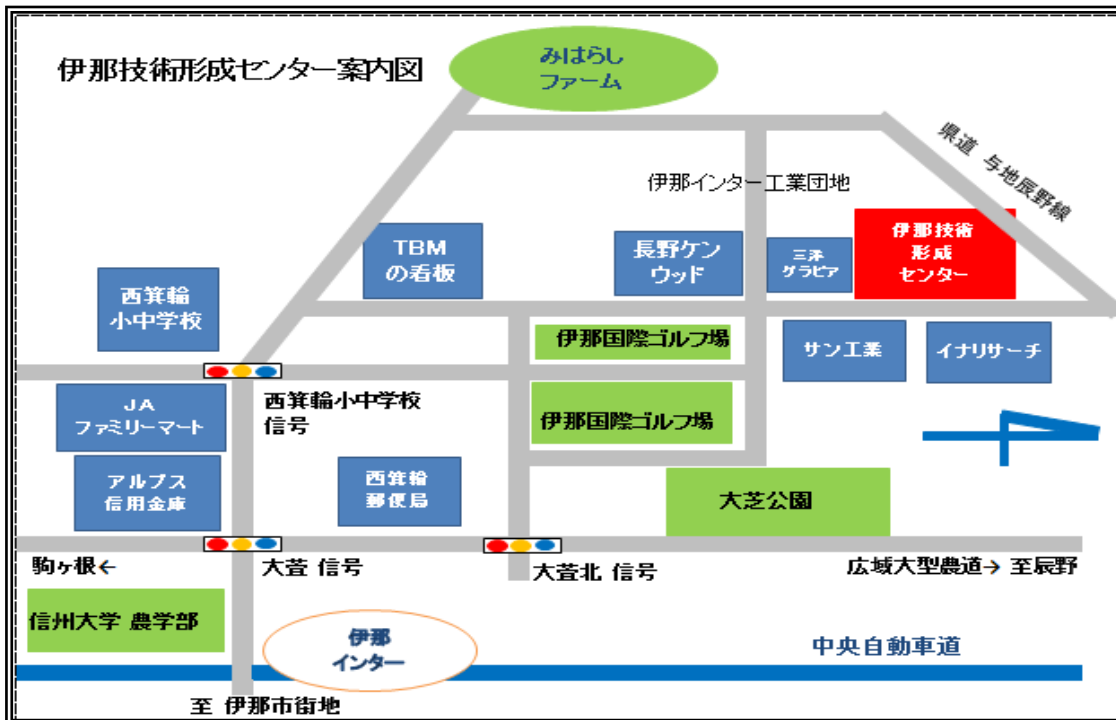 伊那技術形成センター案内図
みはらし
ファーム
県道 与地辰野線
伊那インター工業団地
TBM
の看板
長野ケン
ウッド
三洋
グラビア
伊那技術
形成
センター
西箕輪
小中学校
伊那国際ゴルフ場
サン工業
イナリサーチ
JA
ファミリーマート
西箕輪小中学校
信号
伊那国際ゴルフ場
アルプス
信用金庫
西箕輪
郵便局
大芝公園
駒ヶ根←
大萱 信号
大萱北 信号
広域大型農道→ 至辰野
信州大学 農学部
伊那
インター
中央自動車道
至 伊那市街地